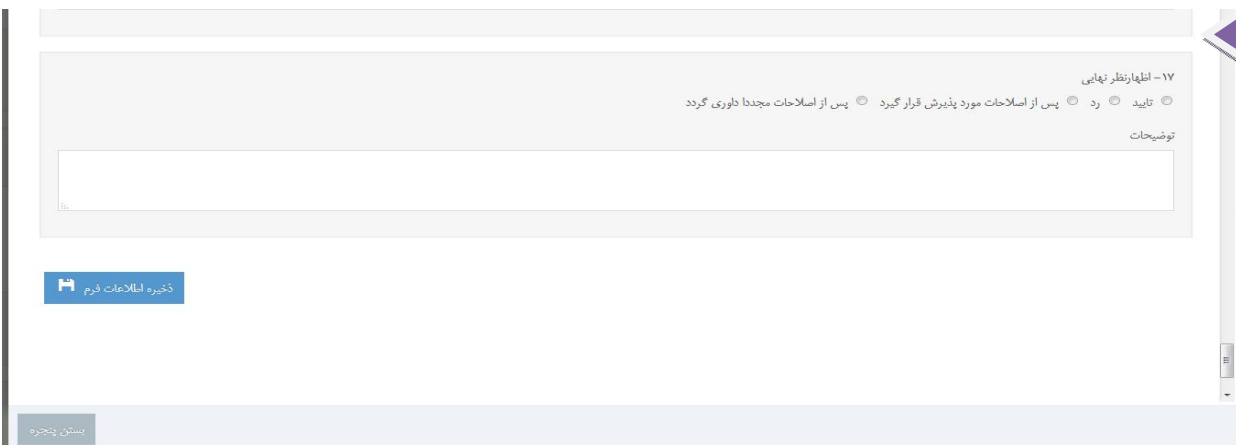 ۱۷- اظهارنظر نهایی
تایید رد پس از اصلاحات مورد پذیرش قرار گیرد پس از اصلاحات مجددا داوری گردد
توضیحات
ذخیره اطلاعات فرم
بستن پنجره